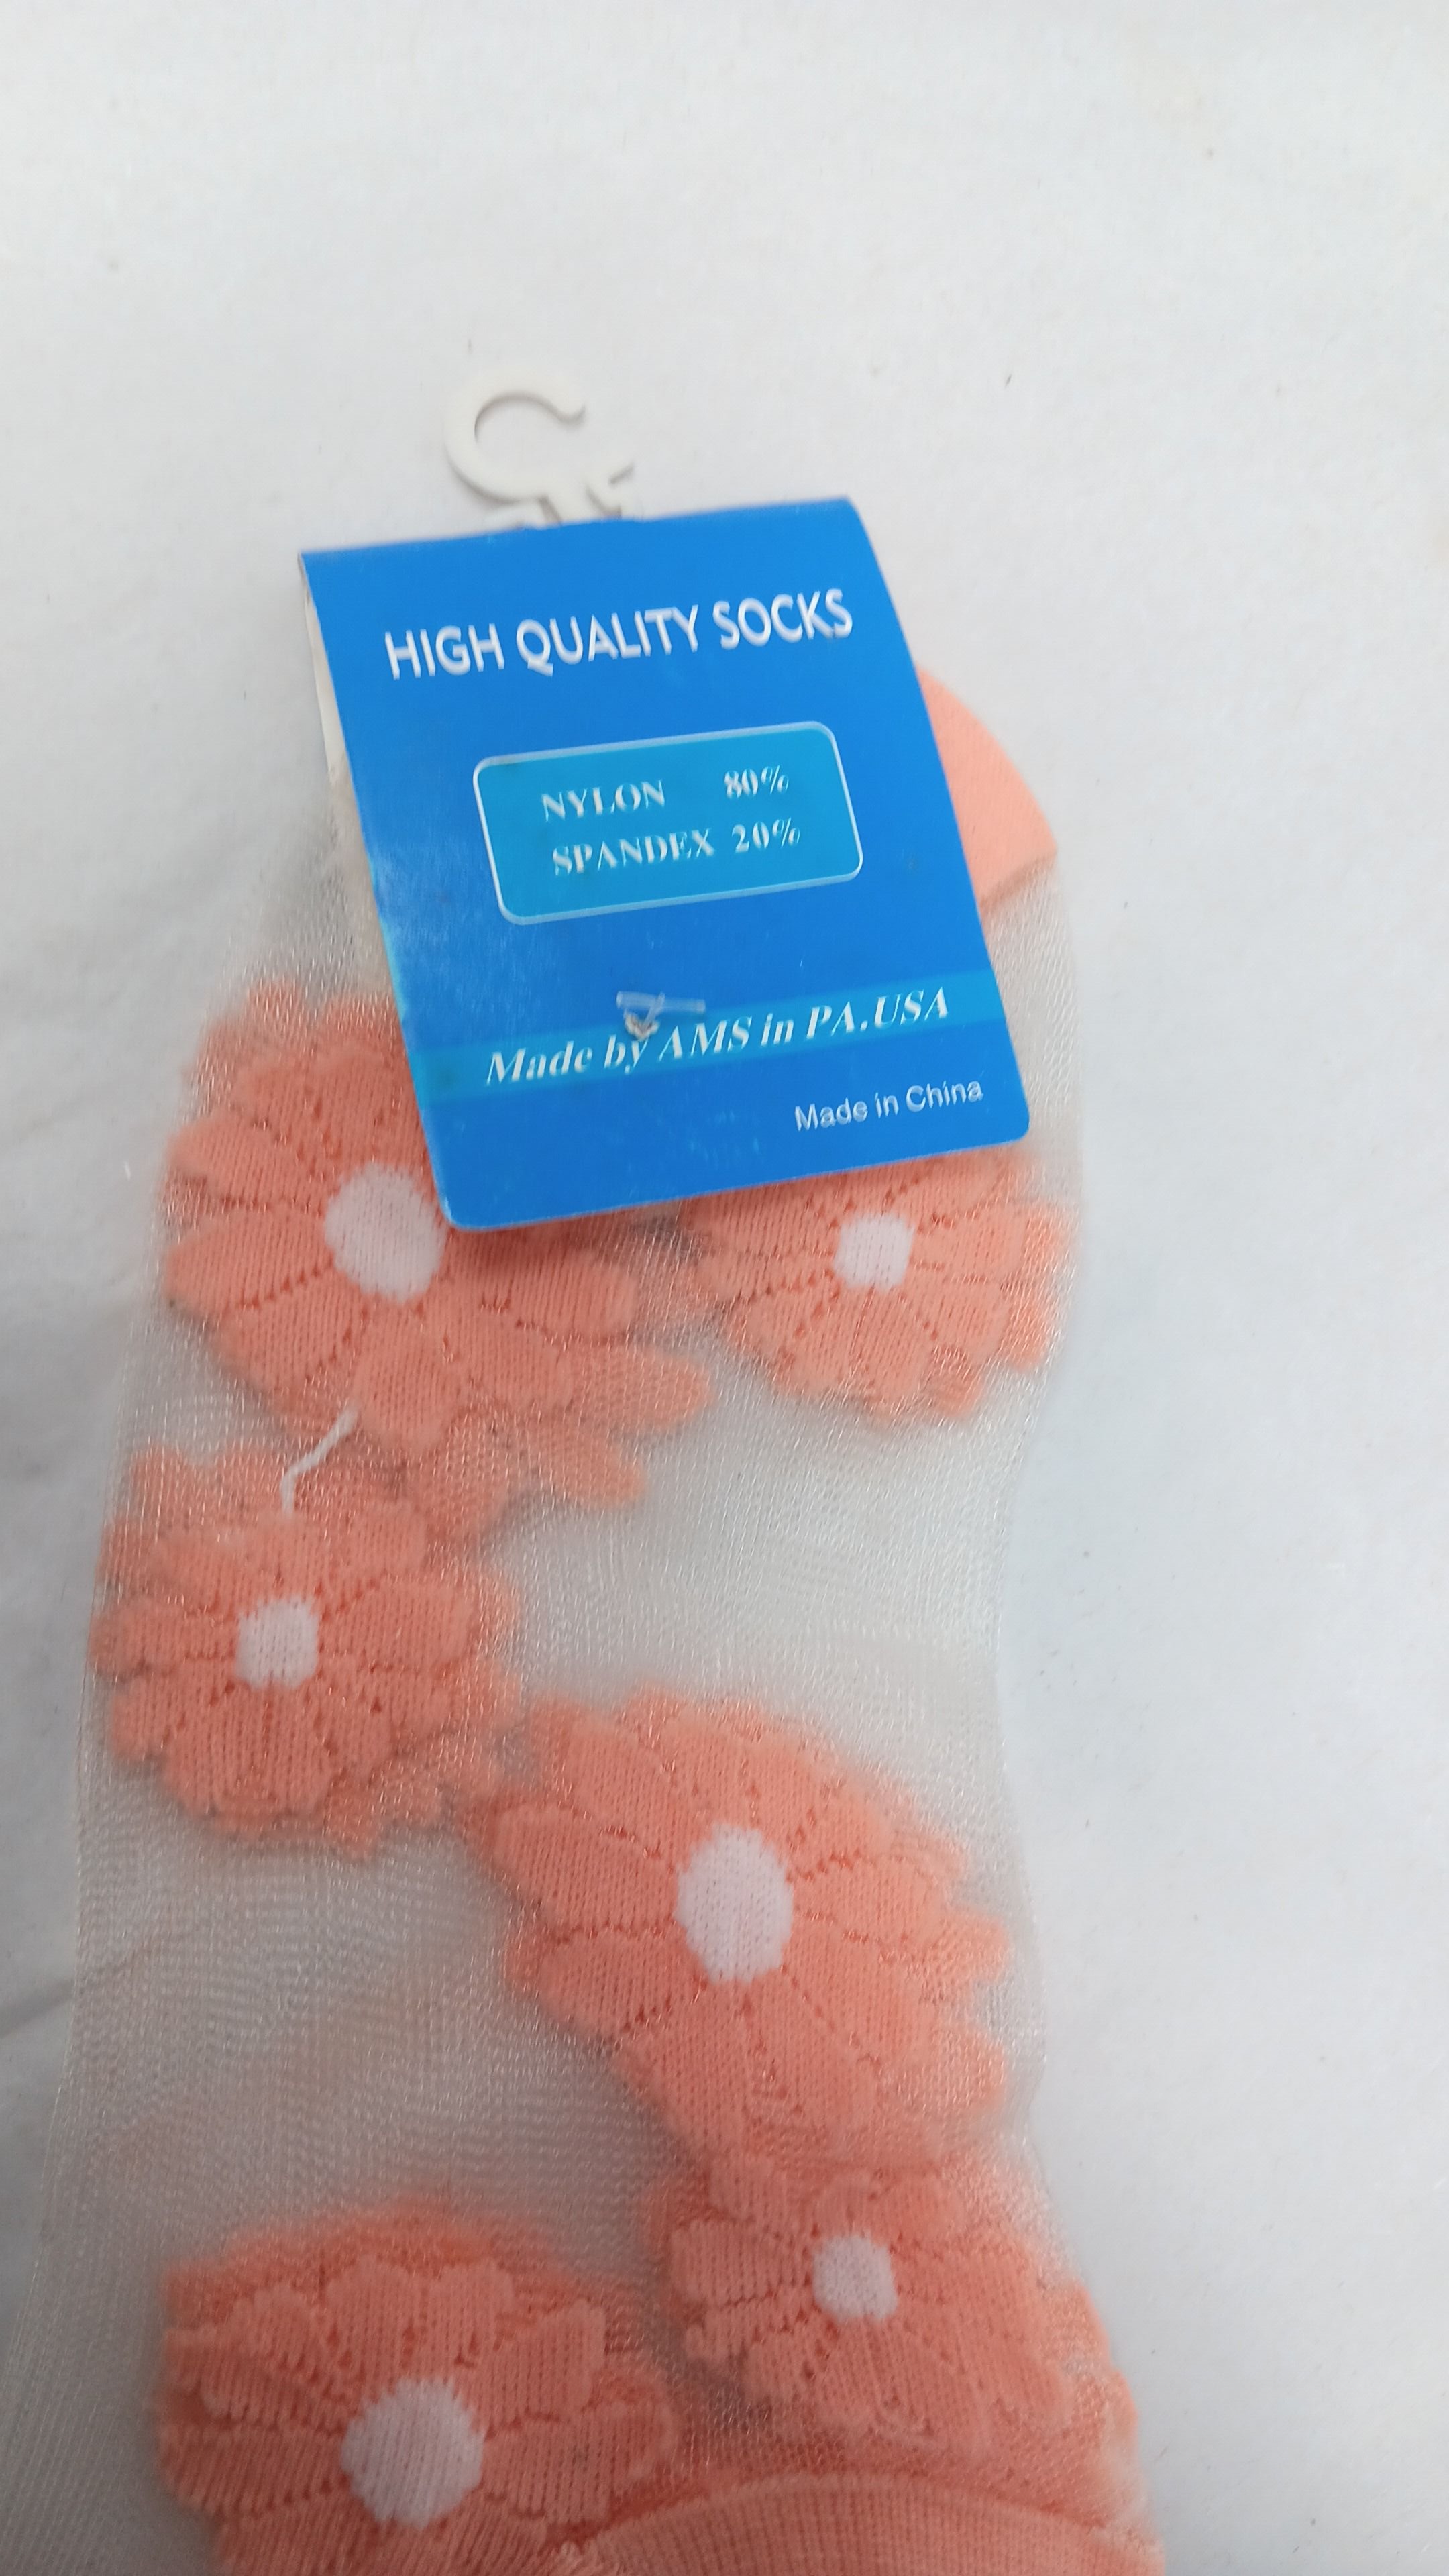 HIGH QUALITY SOCKS
NYLON 80%
SPANDEX 20%
Made by AMS in PA.USA
Made in China